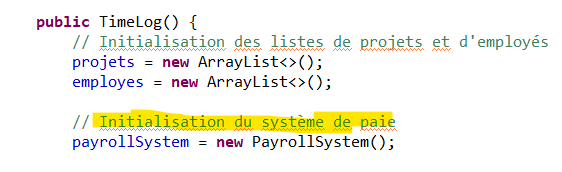 public TimeLog() {
// Initialisation des listes de projets et d'employés
projets = new ArrayList<>();
employes = new ArrayList<>();
// Initialisation du système de paie
payrollSystem = new PayrollSystem();